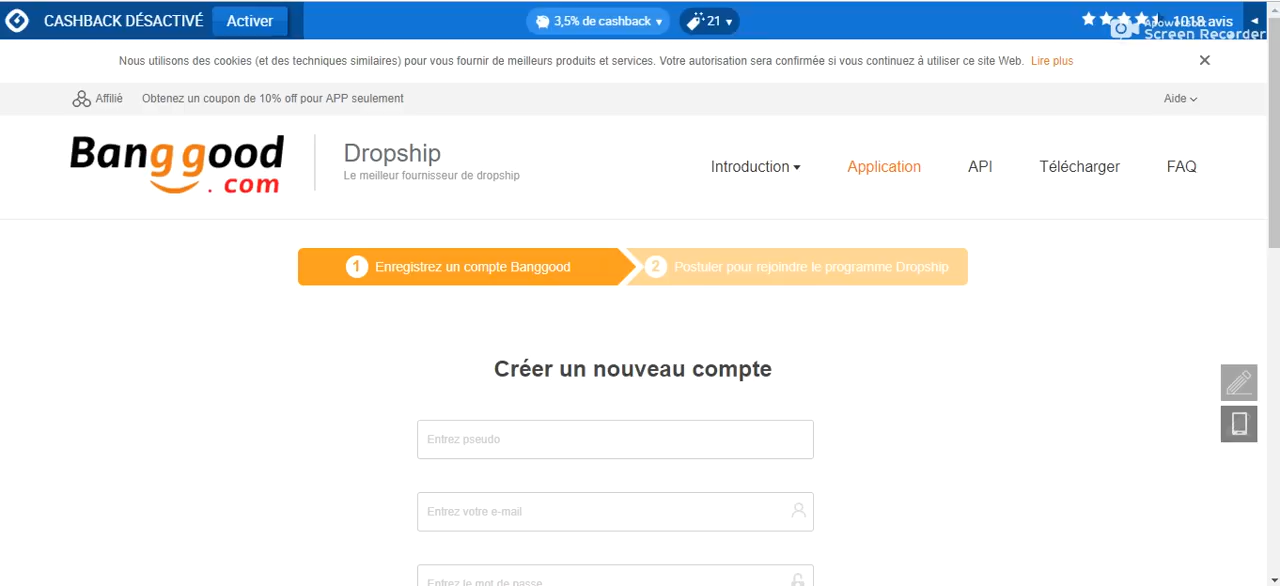 CASHBACK DÉSACTIVÉ Activer 3,5% de cashback 21 1018 avis
Apowersoft
Screen Recorder
Nous utilisons des cookies (et des techniques similaires) pour vous fournir de meilleurs produits et services. Votre autorisation sera confirmée si vous continuez à utiliser ce site Web. Lire plus
Affilié Obtenez un coupon de 10% off pour APP seulement Aide
Banggood.com
Dropship
Le meilleur fournisseur de dropship
Introduction Application API Télécharger FAQ
1 Enregistrez un compte Banggood 2 Postuler pour rejoindre le programme Dropship
Créer un nouveau compte
Entrez pseudo
Entrez votre e-mail
Entrez le mot de passe